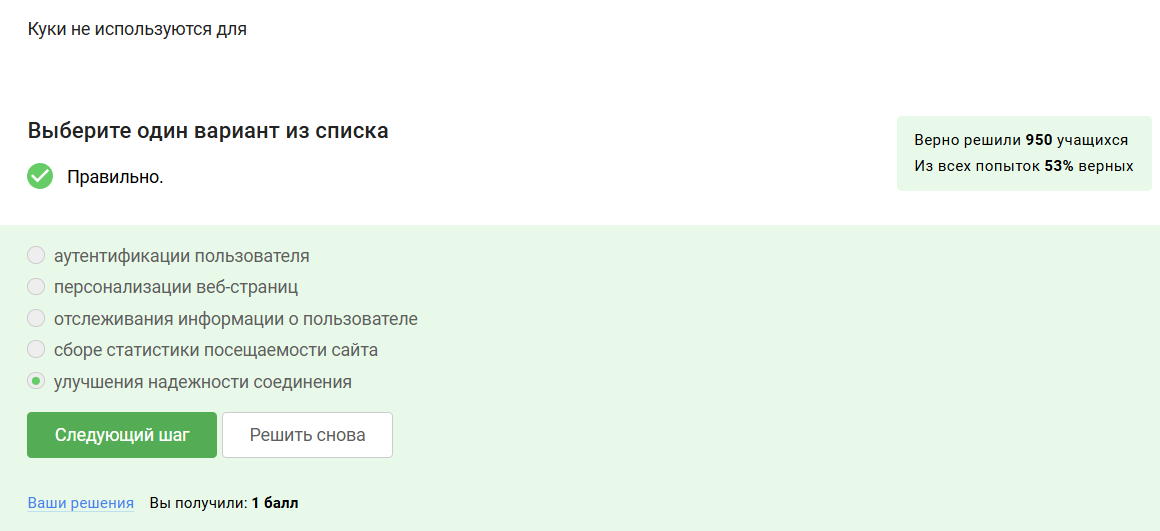 Куки не используются для
Выберите один вариант из списка
Правильно.
Верно решили 950 учащихся
Из всех попыток 53% верных
аутентификации пользователя
персонализации веб-страниц
отслеживания информации о пользователе
сборе статистики посещаемости сайта
улучшения надежности соединения
Следующий шаг
Решить снова
Ваши решения
Вы получили: 1 балл